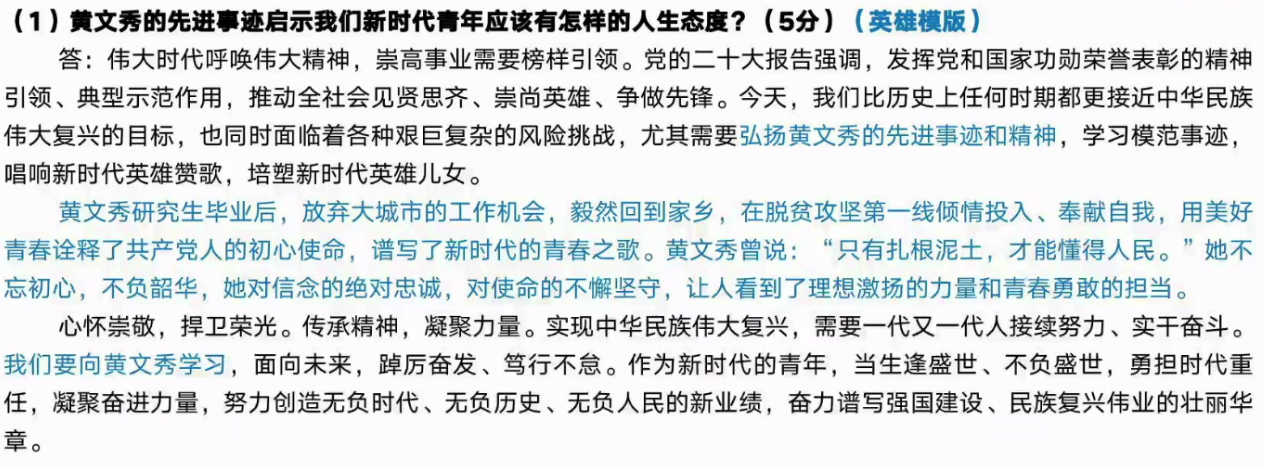 （1）黄文秀的先进事迹启示我们新时代青年应该有怎样的人生态度？（5分）（英雄模版）
答：伟大时代呼唤伟大精神，崇高事业需要榜样引领。党的二十大报告强调，发挥党和国家功勋荣誉表彰的精神
引领、典型示范作用，推动全社会见贤思齐、崇尚英雄、争做先锋。今天，我们比历史上任何时期都更接近中华民族
伟大复兴的目标，也同时面临着各种艰巨复杂的风险挑战，尤其需要弘扬黄文秀的先进事迹和精神，学习模范事迹，
唱响新时代英雄赞歌，培塑新时代英雄儿女。
黄文秀研究生毕业后，放弃大城市的工作机会，毅然回到家乡，在脱贫攻坚第一线倾情投入、奉献自我，用美好
青春诠释了共产党人的初心使命，谱写了新时代的青春之歌。黄文秀曾说：“只有扎根泥土，才能懂得人民。”她不
忘初心，不负韶华，她对信念的绝对忠诚，对使命的不懈坚守，让人看到了理想激扬的力量和青春勇敢的担当。
心怀崇敬，捍卫荣光。传承精神，凝聚力量。实现中华民族伟大复兴，需要一代又一代人接续努力、实干奋斗。
我们要向黄文秀学习，面向未来，踔厉奋发、笃行不怠。作为新时代的青年，当生逢盛世、不负盛世，勇担时代重
任，凝聚奋进力量，努力创造无负时代、无负历史、无负人民的新业绩，奋力谱写强国建设、民族复兴伟业的壮丽华
章。